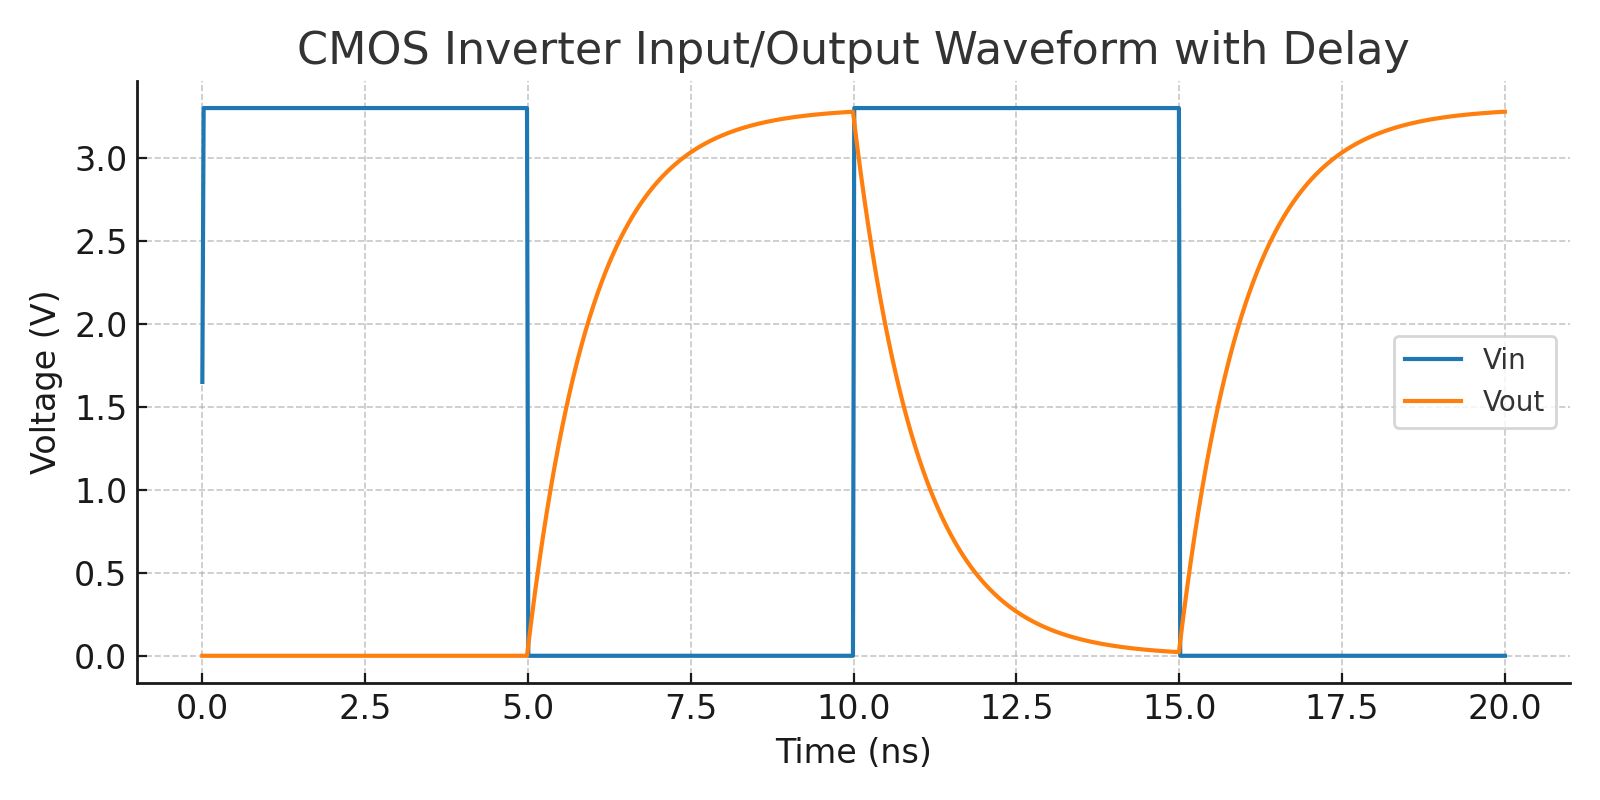 CMOS Inverter Input/Output Waveform with Delay
Voltage (V)
3.0
2.5
2.0
1.5
1.0
0.5
0.0
Vin
Vout
0.0 2.5 5.0 7.5 10.0 12.5 15.0 17.5 20.0
Time (ns)